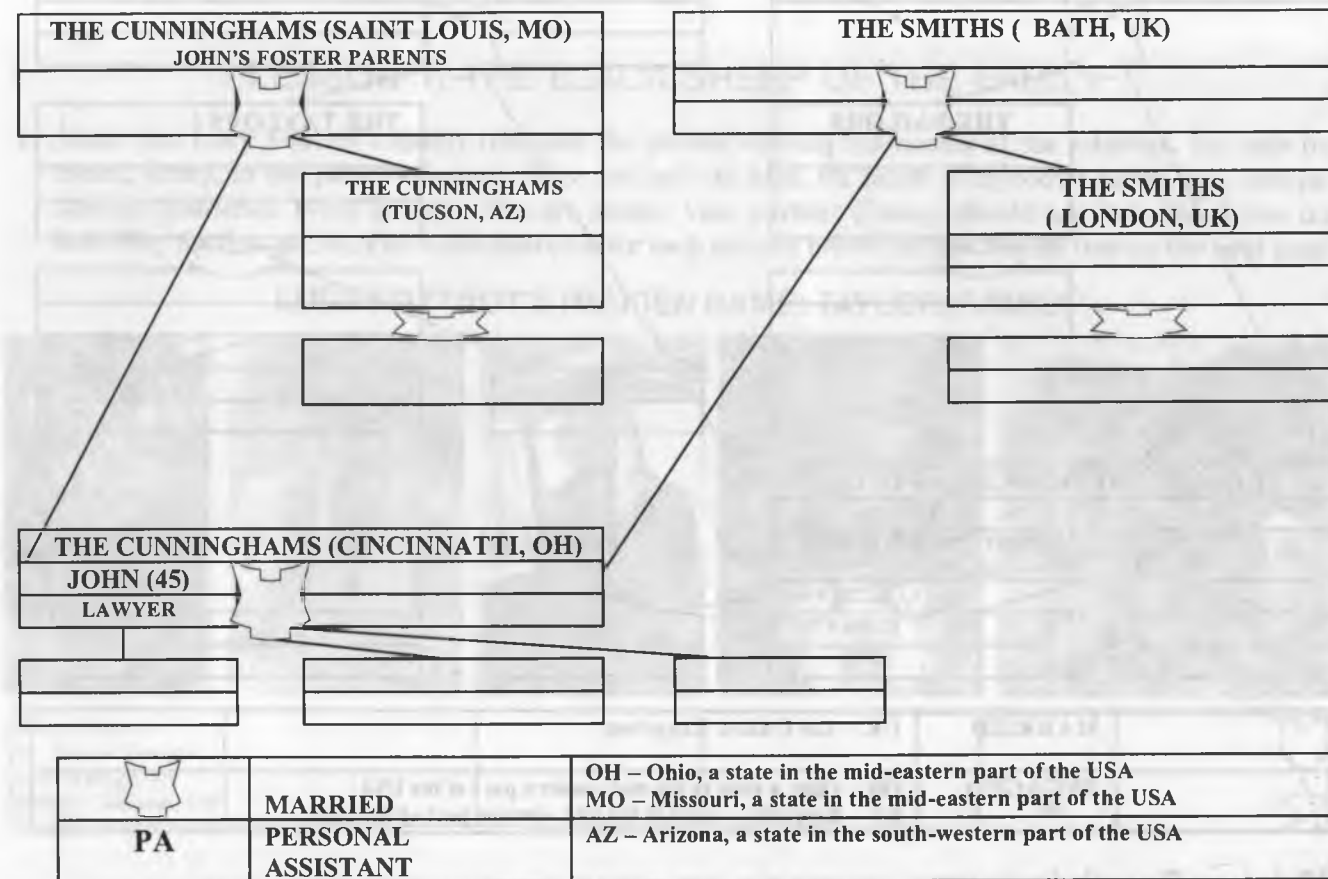 THE CUNNINGHAMS (SAINT LOUIS, MO)
JOHN'S FOSTER PARENTS
THE SMITHS ( BATH, UK)
THE CUNNINGHAMS
(TUCSON, AZ)
THE SMITHS
( LONDON, UK)
THE CUNNINGHAMS (CINCINNATTI, OH)
JOHN (45)
LAWYER
MARRIED
OH – Ohio, a state in the mid-eastern part of the USA
MO – Missouri, a state in the mid-eastern part of the USA
PA
PERSONAL
ASSISTANT
AZ – Arizona, a state in the south-western part of the USA